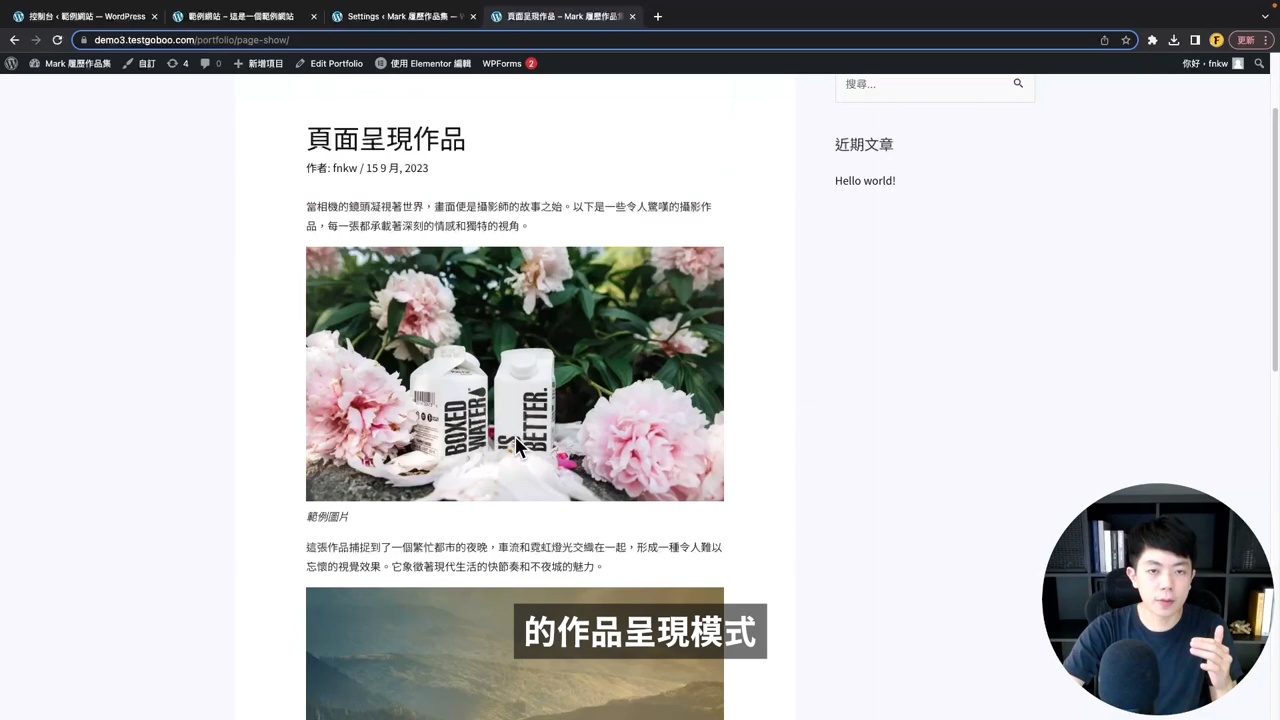 控制台 ‹ 範例網站 — WordPress
範例網站 – 這是一個範例網站
Settings ‹ Mark 履歷作品集 —
頁面呈現作品 – Mark 履歷作品集
demo3.testgoboo.com/portfolio/page-show/
更新
Mark 履歷作品集
自訂
4
0
新增項目
Edit Portfolio
使用 Elementor 編輯
WPForms 2
你好，fnkw
搜尋...
頁面呈現作品
作者: fnkw / 15 9 月, 2023
近期文章
Hello world!
當相機的鏡頭凝視著世界，畫面便是攝影師的故事之始。以下是一些令人驚嘆的攝影作
品，每一張都承載著深刻的情感和獨特的視角。
BOXED
WATER
IS
BETTER.
範例圖片
這張作品捕捉到了一個繁忙都市的夜晚，車流和霓虹燈光交織在一起，形成一種令人難以
忘懷的視覺效果。它象徵著現代生活的快節奏和不夜城的魅力。
的作品呈現模式